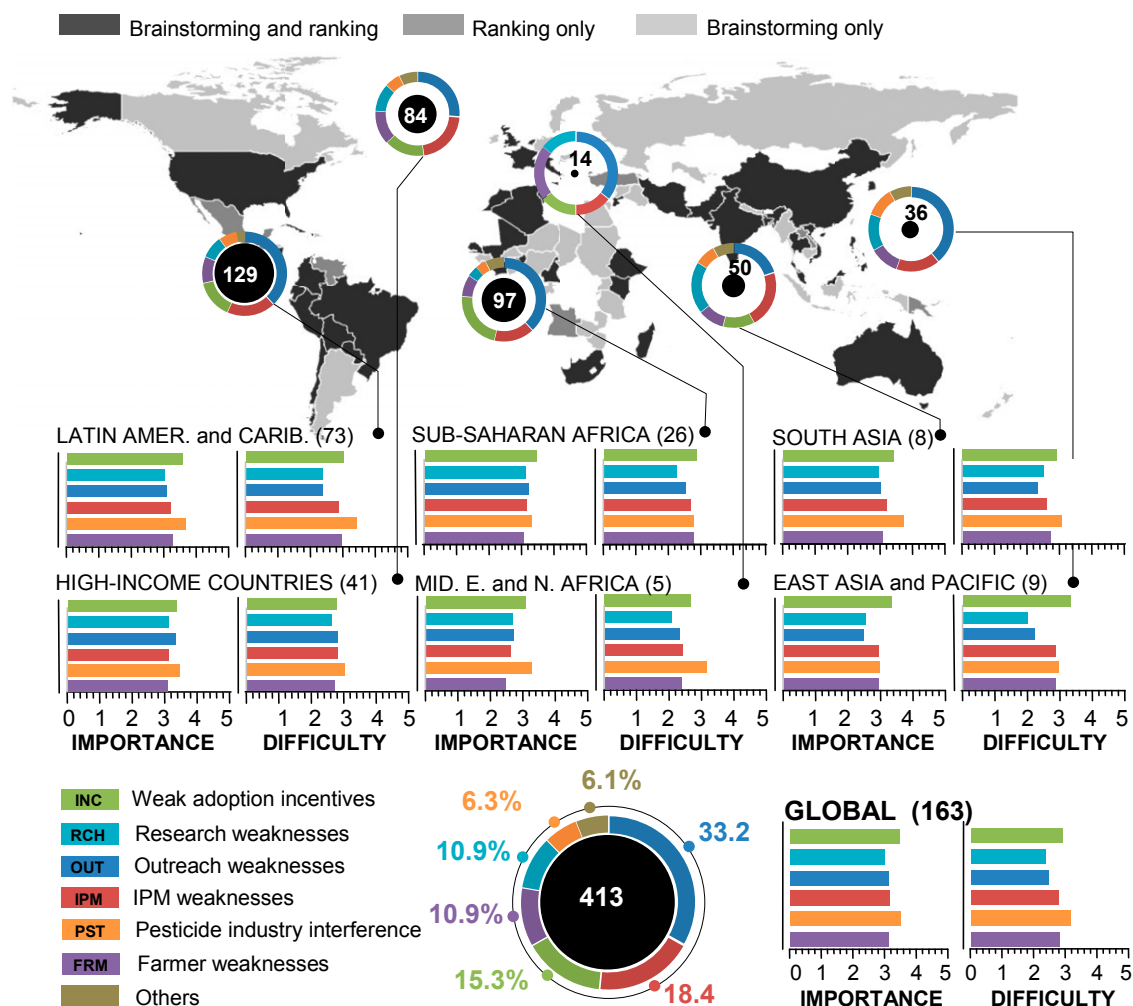 Brainstorming and ranking Ranking only Brainstorming only
84
14
36
129
97
50
LATIN AMER. and CARIB. (73) SUB-SAHARAN AFRICA (26) SOUTH ASIA (8)
HIGH-INCOME COUNTRIES (41) MID. E. and N. AFRICA (5) EAST ASIA and PACIFIC (9)
0 1 2 3 4 5 1 2 3 4 5 0 1 2 3 4 5 1 2 3 4 5 0 1 2 3 4 5 1 2 3 4 5
IMPORTANCE DIFFICULTY IMPORTANCE DIFFICULTY IMPORTANCE DIFFICULTY
INC Weak adoption incentives
RCH Research weaknesses
OUT Outreach weaknesses
IPM IPM weaknesses
PST Pesticide industry interference
FRM Farmer weaknesses
Others
6.1%
6.3%
33.2
10.9%
413
10.9%
15.3%
18.4
GLOBAL (163)
0 1 2 3 4 5 1 2 3 4 5
IMPORTANCE DIFFICULTY